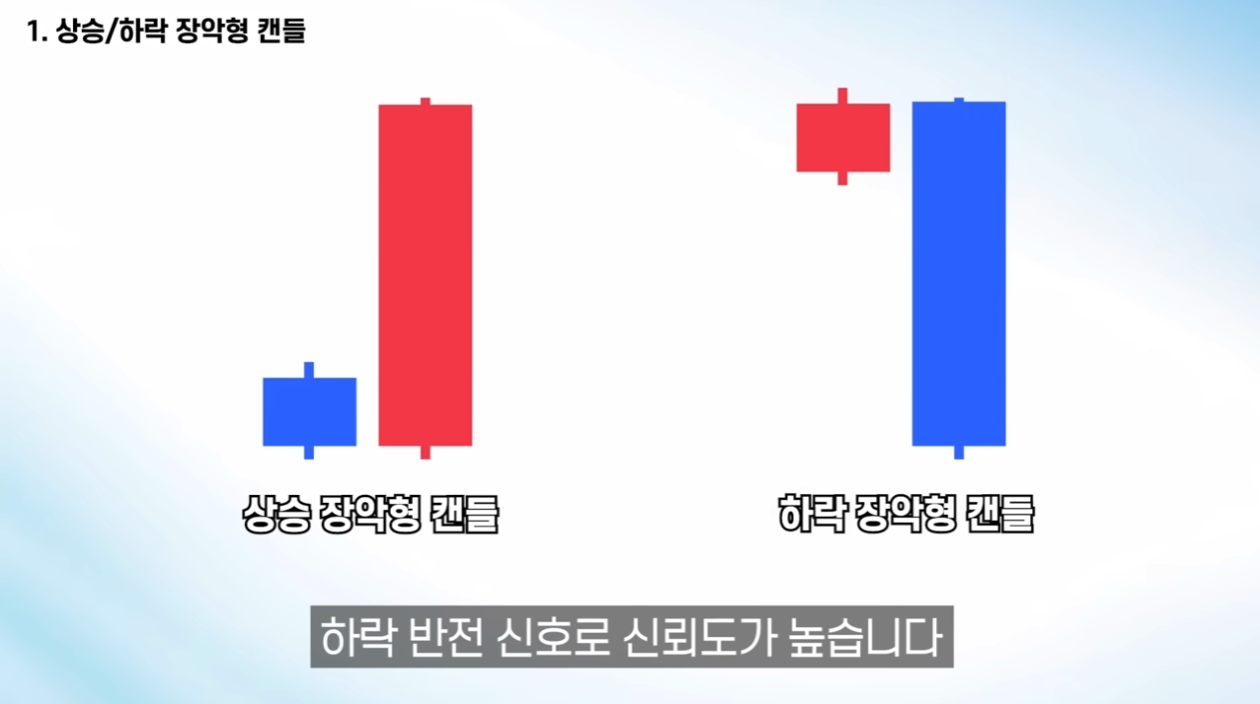 1. 상승/하락 장악형 캔들
상승 장악형 캔들
하락 장악형 캔들
하락 반전 신호로 신뢰도가 높습니다